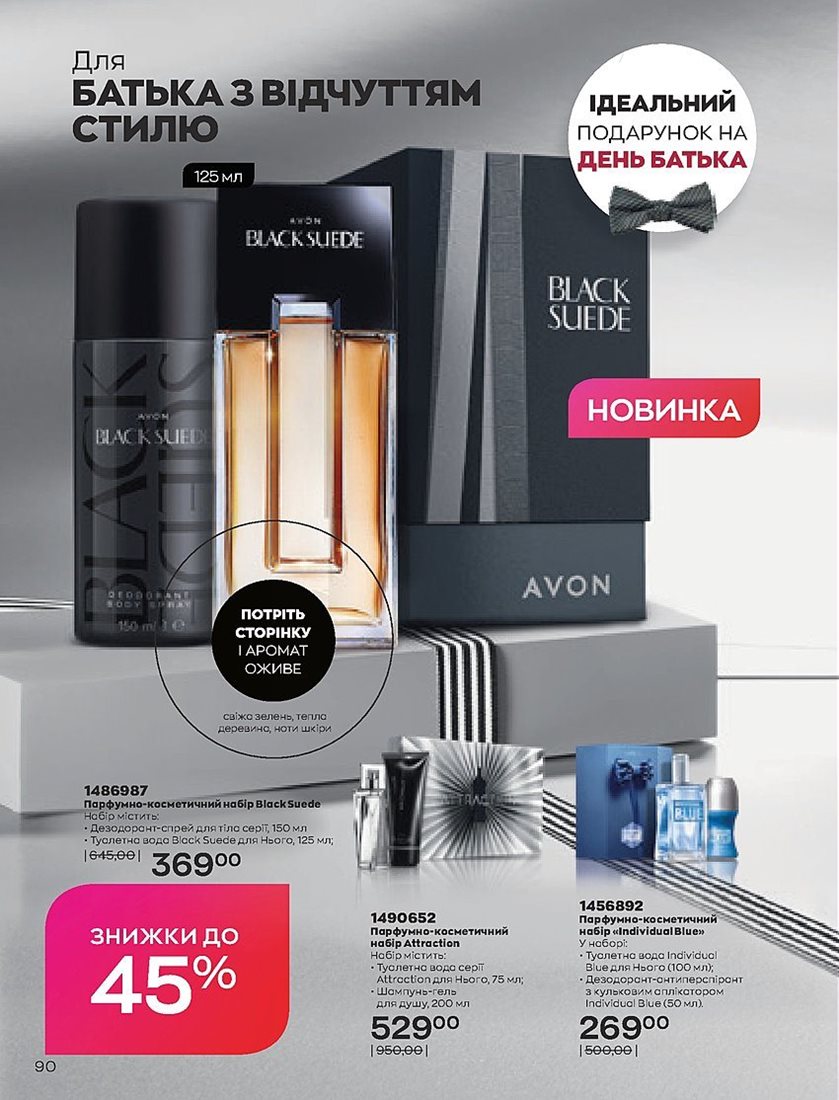 Для
БАТЬКА З ВІДЧУТТЯМ
СТИЛЮ
ІДЕАЛЬНИЙ
ПОДАРУНОК НА
ДЕНЬ БАТЬКА
125 мл
AVON
BLACK SUEDE
BLACK
SUEDE
НОВИНКА
BLACK
SUEDE
AVON
BLACK SUEDE
DEODORANT
BODY SPRAY
150 ml ℮
AVON
ПОТРІТЬ
СТОРІНКУ
І АРОМАТ
ОЖИВЕ
свіжа зелень, тепла
деревина, ноти шкіри
1486987
Парфумно-косметичний набір Black Suede
Набір містить:
• Дезодорант-спрей для тіла серії, 150 мл
• Туалетна вода Black Suede для Нього, 125 мл;
|645,00| 36900
ATTRACTION
BLUE
1490652
Парфумно-косметичний
набір Attraction
Набір містить:
• Туалетна вода серії
Attraction для Нього, 75 мл;
• Шампунь-гель
для душу, 200 мл
52900
|950,00|
1456892
Парфумно-косметичний
набір «Individual Blue»
У наборі:
• Туалетна вода Individual
Blue для Нього (100 мл);
• Дезодорант-антиперспірант
з кульковим аплікатором
Individual Blue (50 мл).
26900
|500,00|
ЗНИЖКИ ДО
45%
90